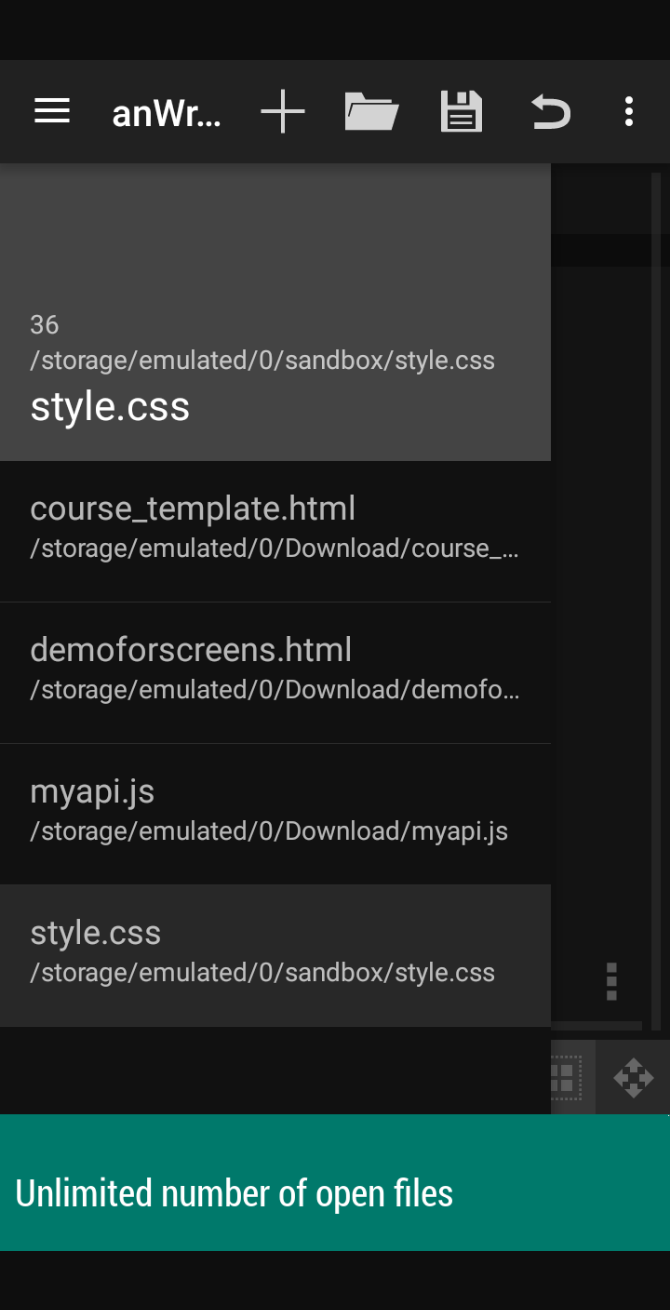 anWr...
36
/storage/emulated/0/sandbox/style.css
style.css
course_template.html
/storage/emulated/0/Download/course_...
demoforscreens.html
/storage/emulated/0/Download/demofo...
myapi.js
/storage/emulated/0/Download/myapi.js
style.css
/storage/emulated/0/sandbox/style.css
Unlimited number of open files